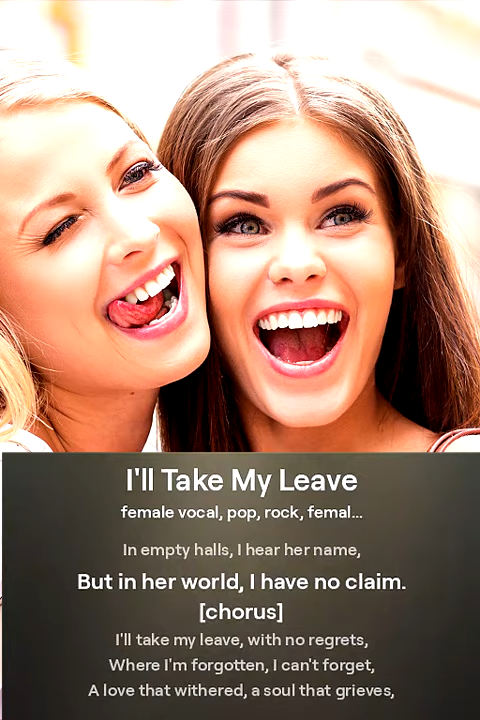 I'll Take My Leave
female vocal, pop, rock, femal...
In empty halls, I hear her name,
But in her world, I have no claim.
[chorus]
I'll take my leave, with no regrets,
Where I'm forgotten, I can't forget,
A love that withered, a soul that grieves,